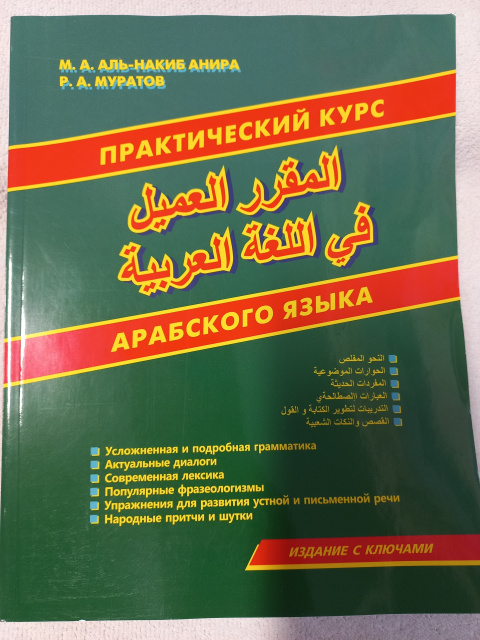 М. А. АЛЬ-НАКИБ АНИРА
Р. А. МУРАТОВ
ПРАКТИЧЕСКИЙ КУРС
المقرر العميل
في اللغة العربية
АРАБСКОГО ЯЗЫКА
النحو المقلص
الحوارات الموضوعية
المفردات الحديثة
العبارات الإصطلاحية
التدريبات لتطوير الكتابة و القول
القصص والنكات الشعبية
Усложненная и подробная грамматика
Актуальные диалоги
Современная лексика
Популярные фразеологизмы
Упражнения для развития устной и письменной речи
Народные притчи и шутки
ИЗДАНИЕ С КЛЮЧАМИ